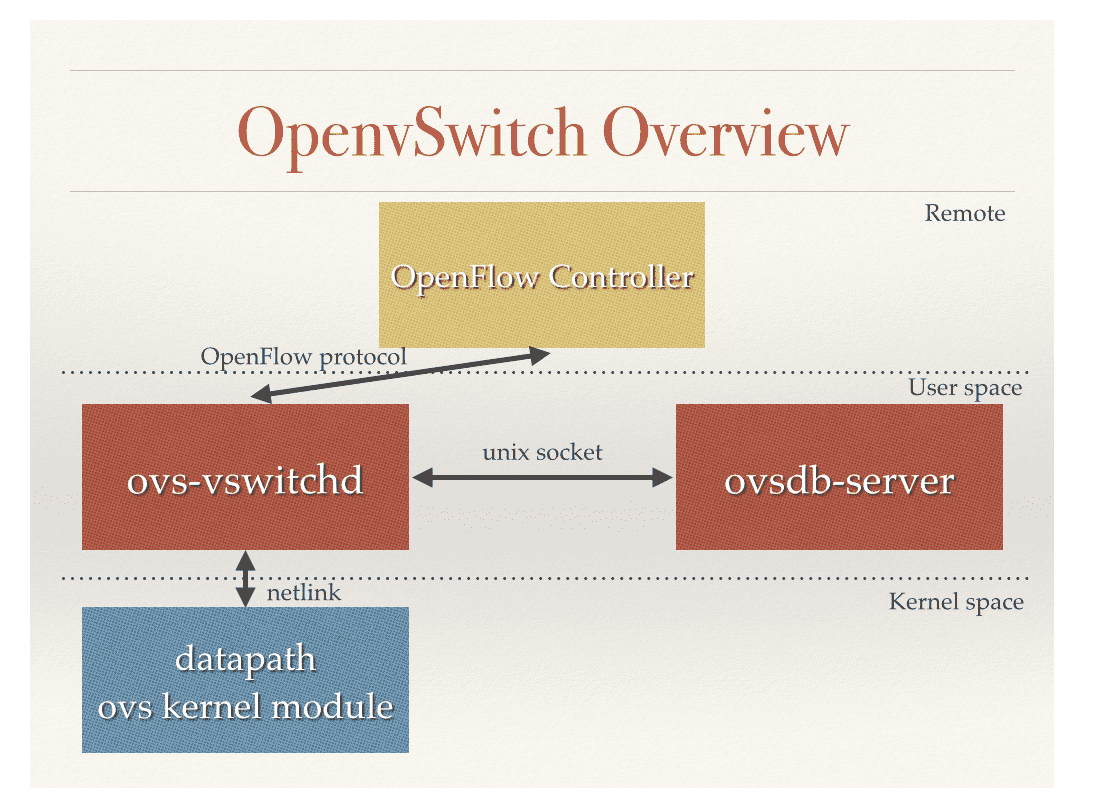 OpenvSwitch Overview
Remote
OpenFlow Controller
OpenFlow protocol
User space
ovs-vswitchd
unix socket
ovsdb-server
netlink
Kernel space
datapath
ovs kernel module